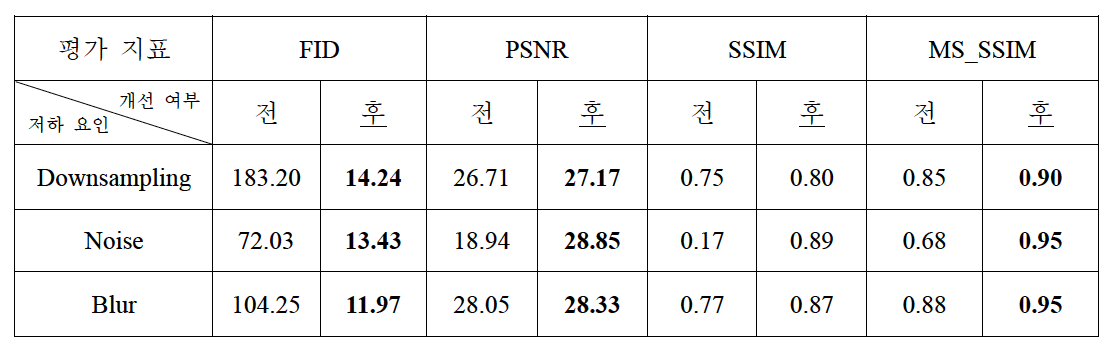 평가 지표 FID PSNR SSIM MS_SSIM
개선 여부
저하 요인
전 후 전 후 전 후 전 후
Downsampling 183.20 14.24 26.71 27.17 0.75 0.80 0.85 0.90
Noise 72.03 13.43 18.94 28.85 0.17 0.89 0.68 0.95
Blur 104.25 11.97 28.05 28.33 0.77 0.87 0.88 0.95